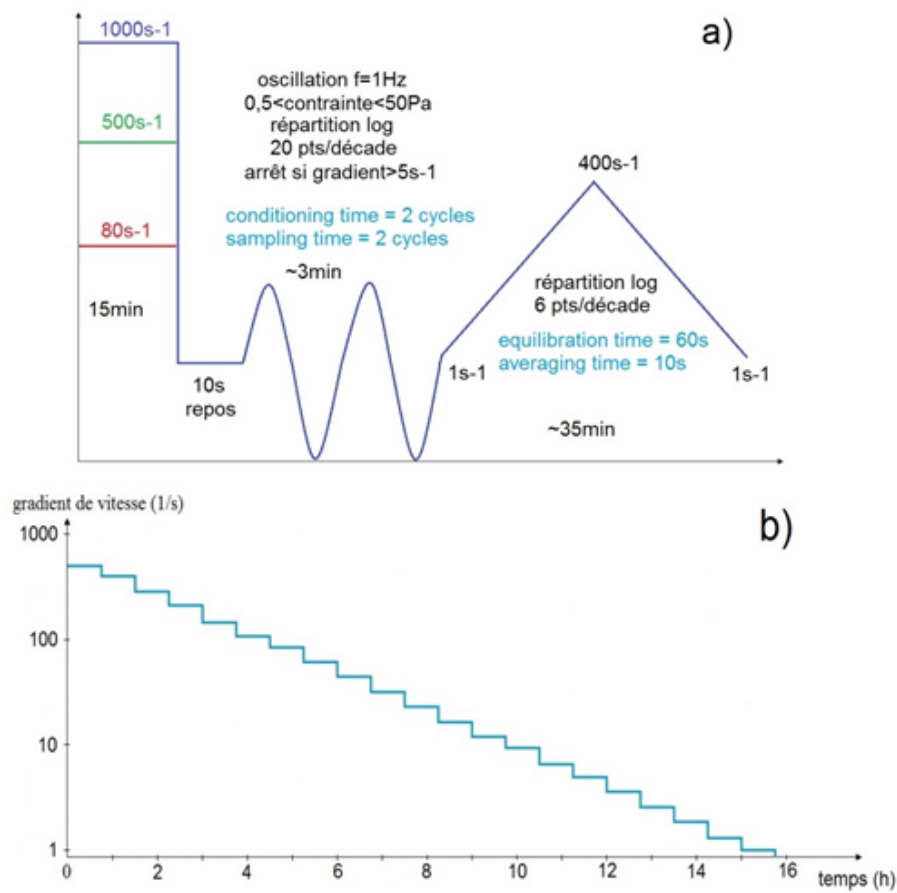 a)
1000s-1
500s-1
80s-1
15min
10s
repos
oscillation f=1Hz
0,5<contrainte<50Pa
répartition log
20 pts/décade
arrêt si gradient>5s-1
conditioning time = 2 cycles
sampling time = 2 cycles
~3min
400s-1
répartition log
6 pts/décade
equilibration time = 60s
averaging time = 10s
1s-1
1s-1
~35min
gradient de vitesse (1/s)
b)
1000
100
10
1
0
2
4
6
8
10
12
14
16
temps (h)